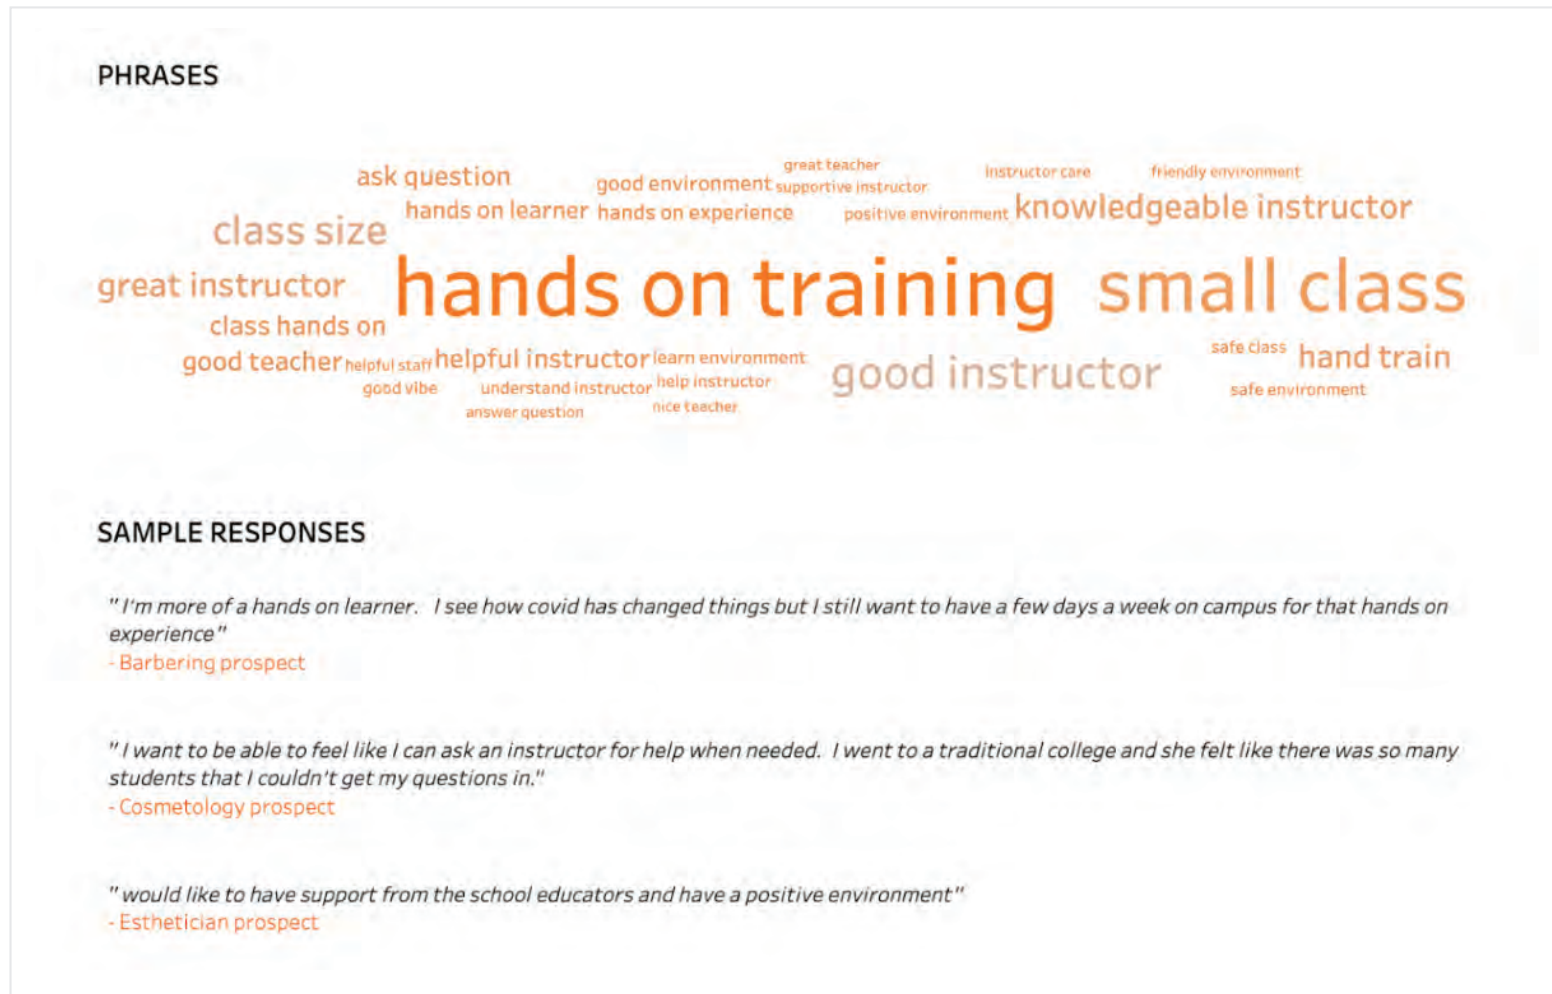 PHRASES
great teacher
ask question good environment supportive instructor instructor care friendly environment
hands on learner hands on experience positive environment knowledgeable instructor
class size
great instructor hands on training small class
class hands on
good teacher helpful staff helpful instructor learn environment good instructor safe class hand train
good vibe understand instructor help instructor safe environment
answer question nice teacher
SAMPLE RESPONSES
"I'm more of a hands on learner.  I see how covid has changed things but I still want to have a few days a week on campus for that hands on
experience"
- Barbering prospect
"I want to be able to feel like I can ask an instructor for help when needed.  I went to a traditional college and she felt like there was so many
students that I couldn't get my questions in."
- Cosmetology prospect
"would like to have support from the school educators and have a positive environment"
- Esthetician prospect